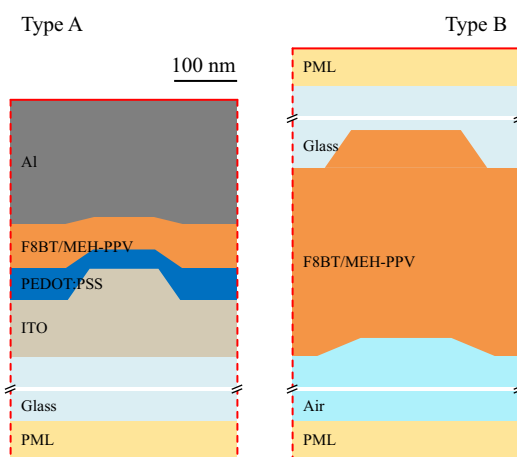 Type A
Type B
100 nm
PML
Glass
Al
F8BT/MEH-PPV
PEDOT:PSS
ITO
F8BT/MEH-PPV
Glass
Air
PML
PML